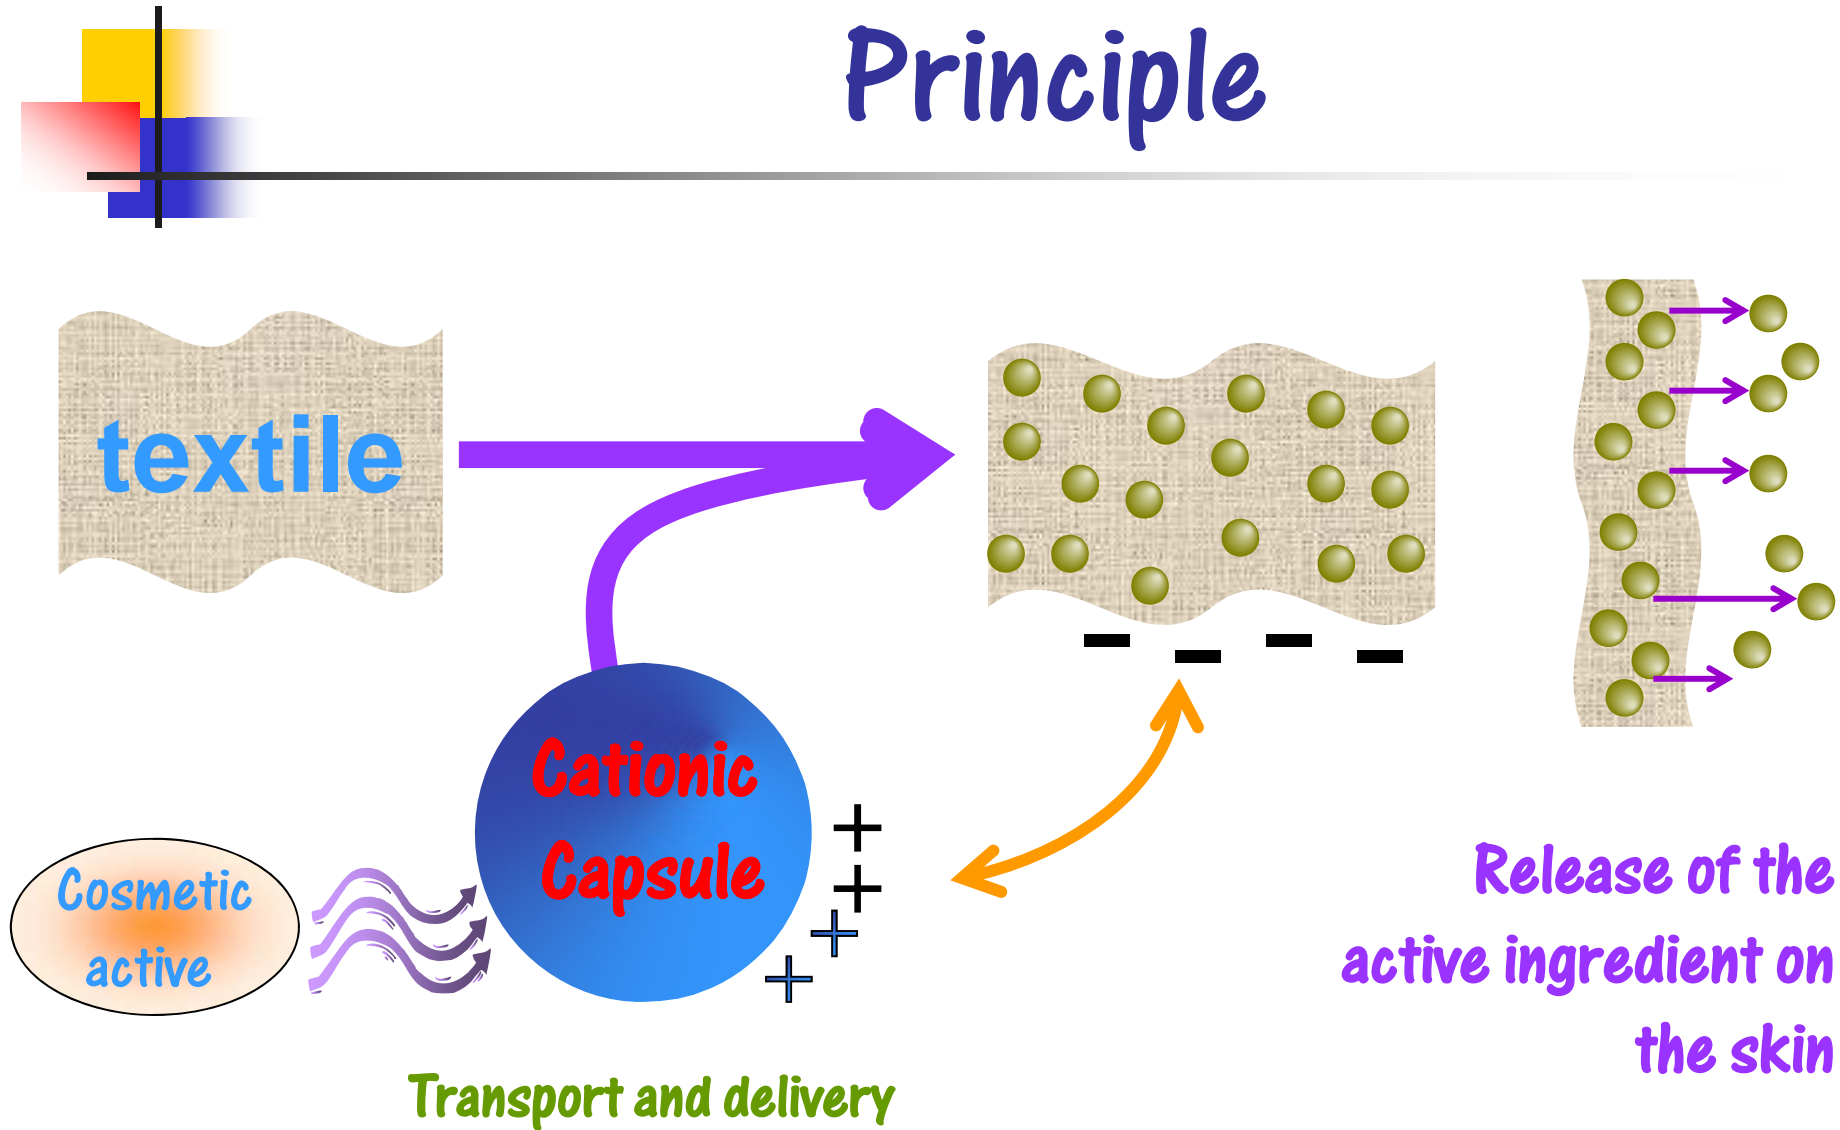 Principle
textile
Cationic
Capsule
+
+
+
+
Cosmetic
active
Transport and delivery
Release of the
active ingredient on
the skin